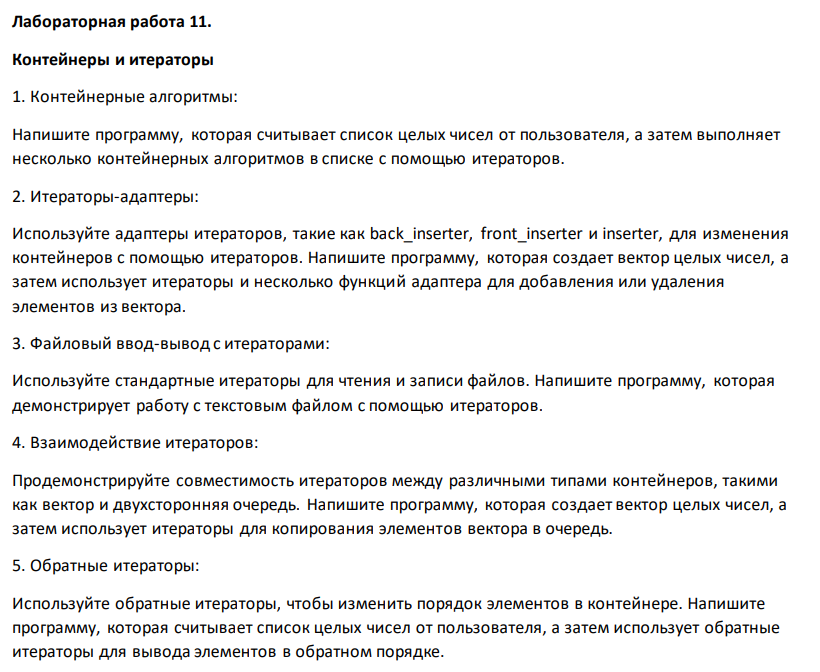 Лабораторная работа 11.
Контейнеры и итераторы
1. Контейнерные алгоритмы:
Напишите программу, которая считывает список целых чисел от пользователя, а затем выполняет
несколько контейнерных алгоритмов в списке с помощью итераторов.
2. Итераторы-адаптеры:
Используйте адаптеры итераторов, такие как back_inserter, front_inserter и inserter, для изменения
контейнеров с помощью итераторов. Напишите программу, которая создает вектор целых чисел, а
затем использует итераторы и несколько функций адаптера для добавления или удаления
элементов из вектора.
3. Файловый ввод-вывод с итераторами:
Используйте стандартные итераторы для чтения и записи файлов. Напишите программу, которая
демонстрирует работу с текстовым файлом с помощью итераторов.
4. Взаимодействие итераторов:
Продемонстрируйте совместимость итераторов между различными типами контейнеров, такими
как вектор и двухсторонняя очередь. Напишите программу, которая создает вектор целых чисел, а
затем использует итераторы для копирования элементов вектора в очередь.
5. Обратные итераторы:
Используйте обратные итераторы, чтобы изменить порядок элементов в контейнере. Напишите
программу, которая считывает список целых чисел от пользователя, а затем использует обратные
итераторы для вывода элементов в обратном порядке.